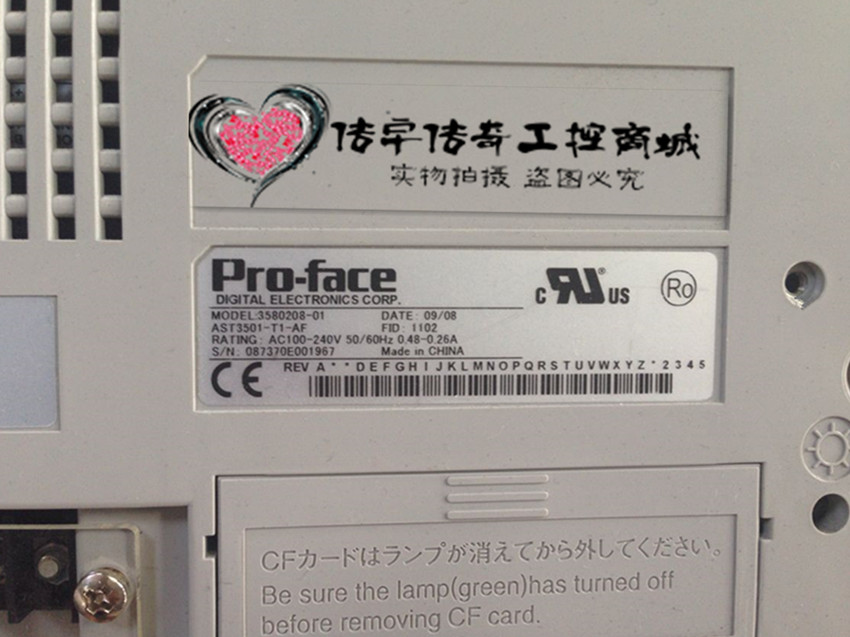 传宇传奇工控商城
实物拍摄 盗图必究
Pro-face
DIGITAL ELECTRONICS CORP.
C RU® US
Ro
MODEL:3580208-01 DATE: 09/08
AST3501-T1-AF FID: 1102
RATING: AC100-240V 50/60Hz 0.48-0.26A
S/N: 087370E001967 Made in CHINA
CE REV A**DEFGHIJKLMNOPQRSTUVWXYZ*2345
CFカードはランプが消えてから外してください。
Be sure the lamp(green)has turned off
before removing CF card.